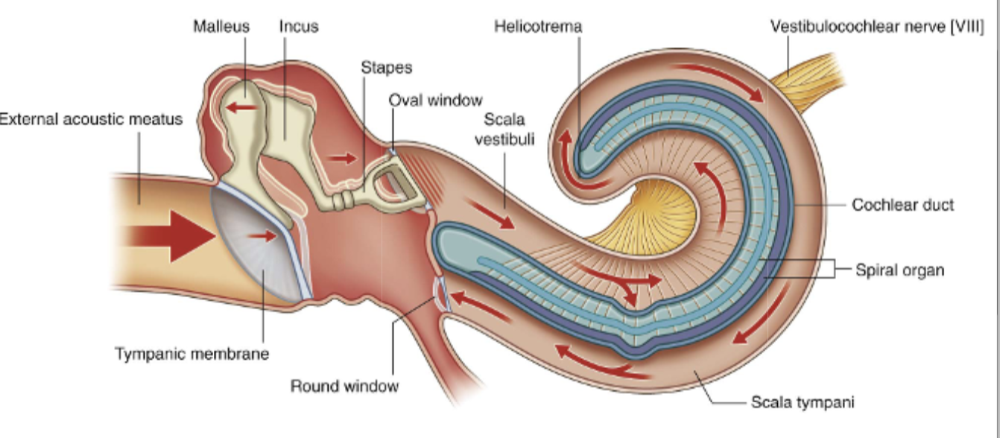 Malleus
Incus
Helicotrema
Vestibulocochlear nerve [VIII]
Stapes
Oval window
External acoustic meatus
Scala
vestibuli
Cochlear duct
Spiral organ
Tympanic membrane
Round window
Scala tympani